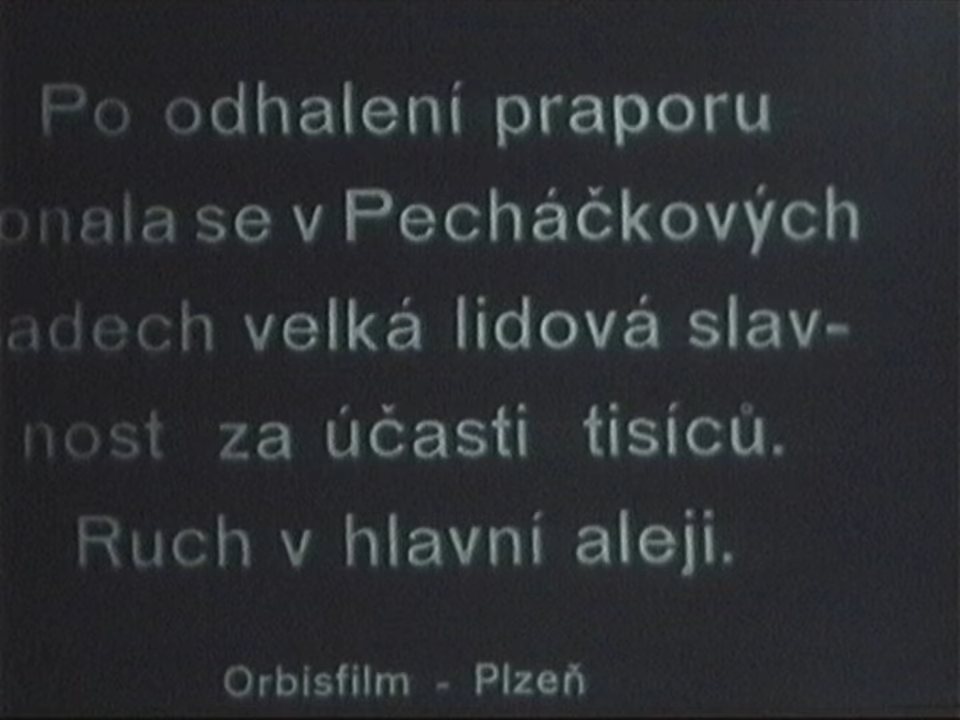 Po odhalení praporu
onala se v Pecháčkových
adech velká lidová slav-
nost za účasti tisíců.
Ruch v hlavní aleji.
Orbisfilm - Plzeň